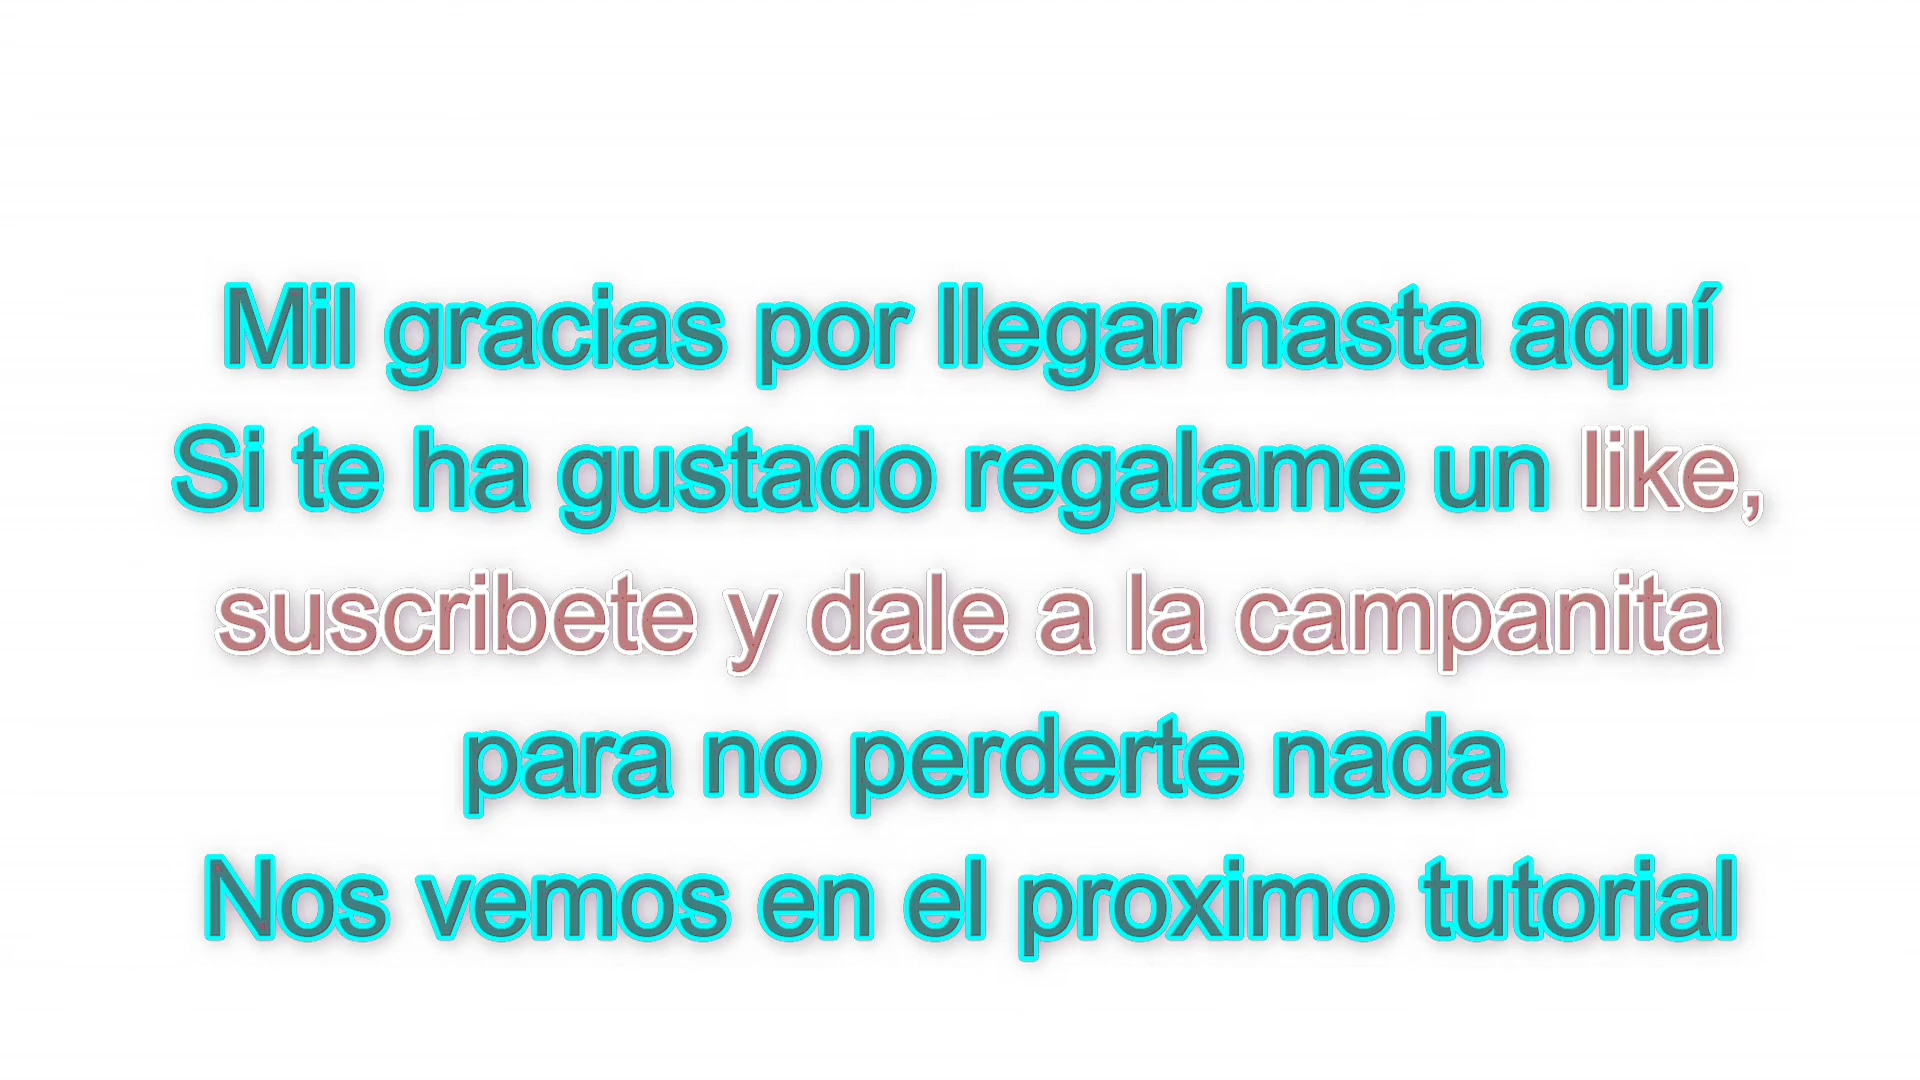 Mil gracias por llegar hasta aquí
Si te ha gustado regalame un like,
suscribete y dale a la campanita
para no perderte nada
Nos vemos en el proximo tutorial